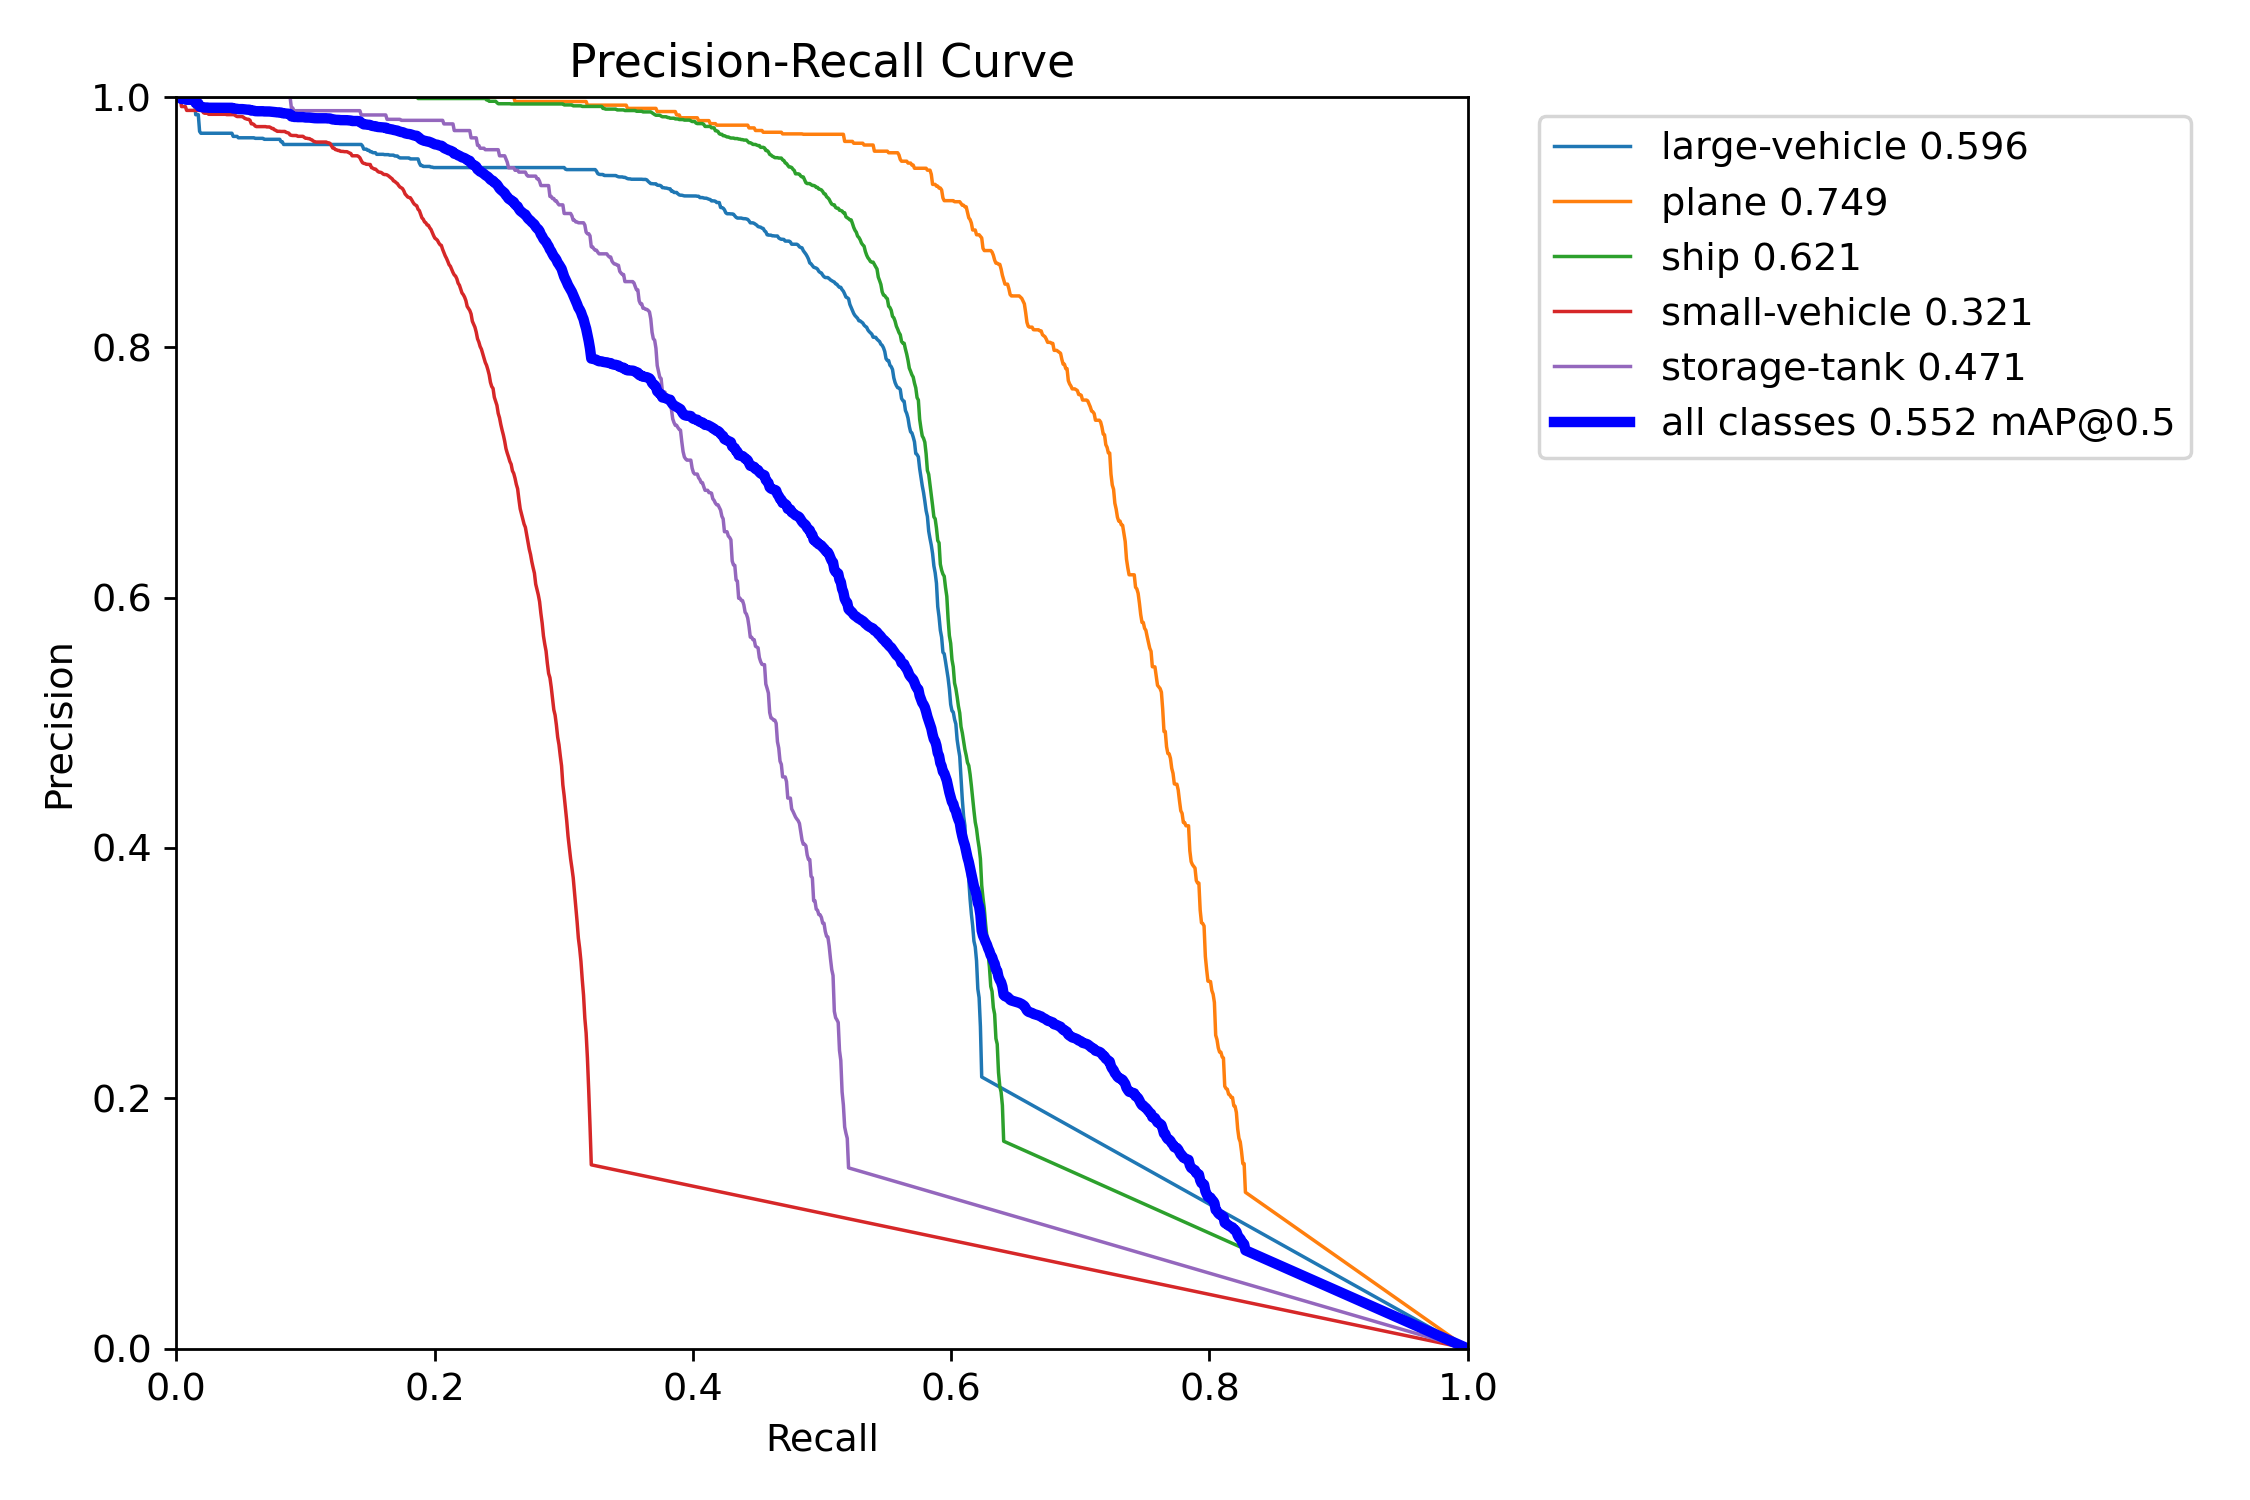 Precision-Recall Curve
1.0
0.8
0.6
0.4
0.2
0.0
Precision
0.0 0.2 0.4 0.6 0.8 1.0
Recall
large-vehicle 0.596
plane 0.749
ship 0.621
small-vehicle 0.321
storage-tank 0.471
all classes 0.552 mAP@0.5